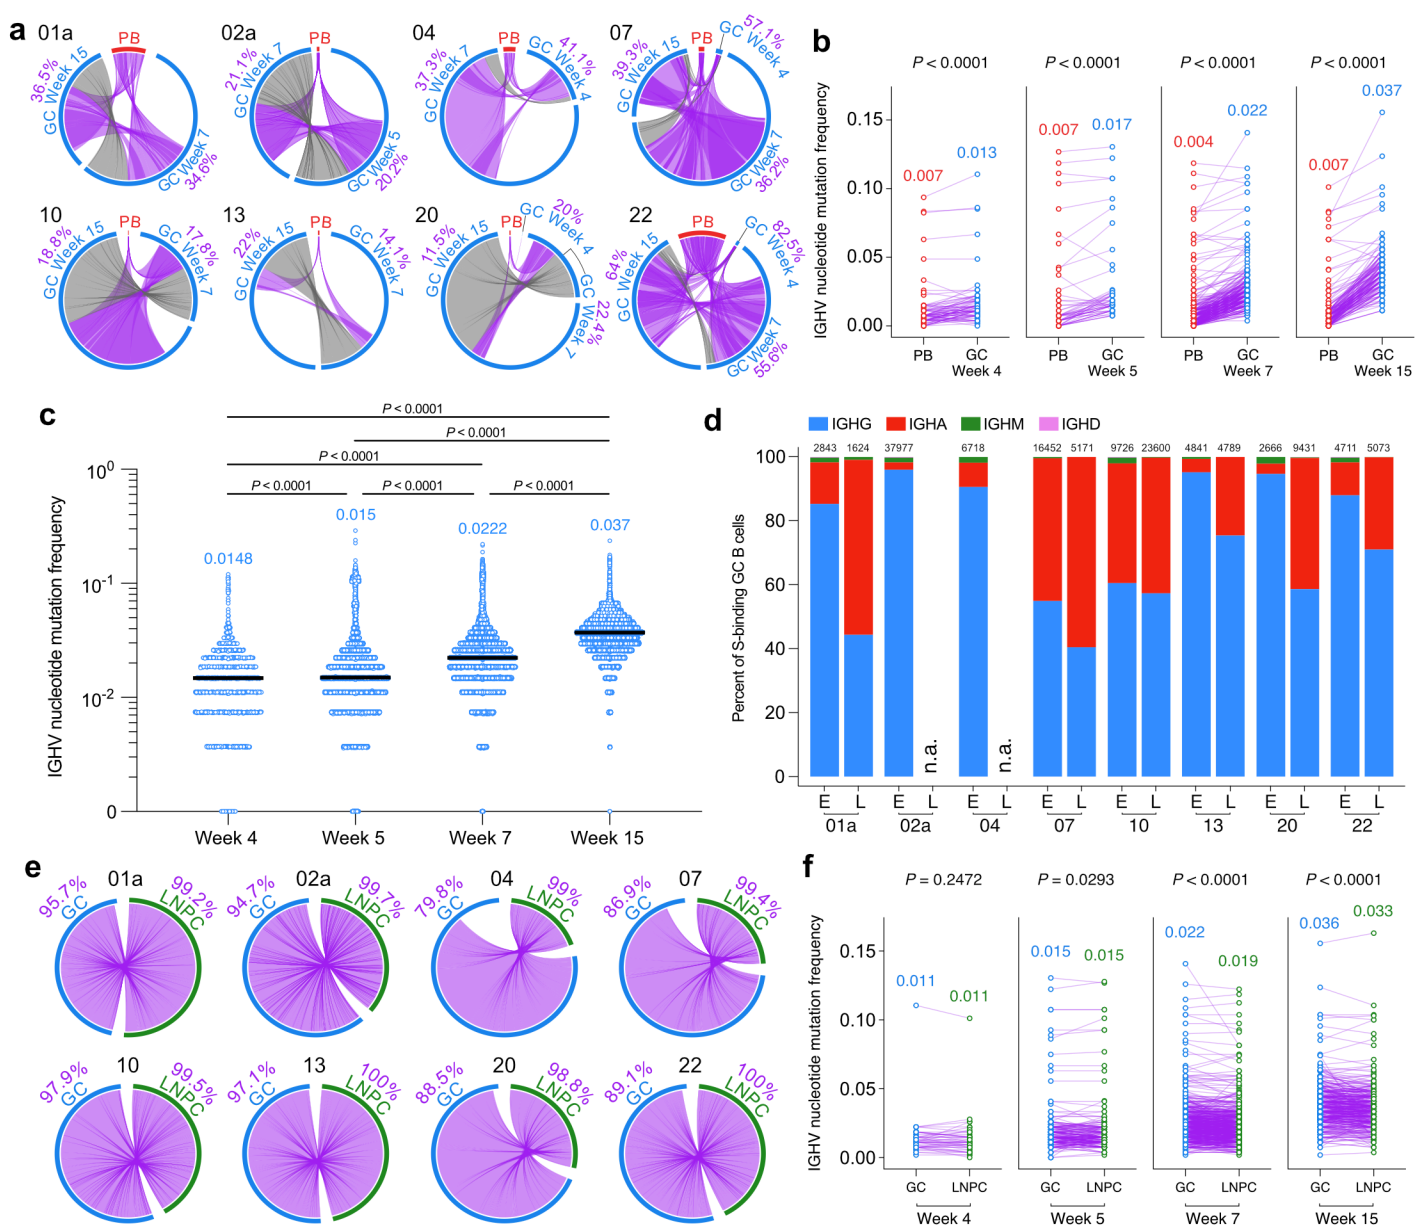 a
01a
PB
GC Week 15
36.5%
GC Week 7
34.6%
02a
PB
GC Week 7
21.1%
GC Week 5
20.2%
04
PB
GC Week 7
37.3%
GC Week 4
41.1%
07
PB
GC Week 15
39.3%
GC Week 4
57.1%
GC Week 7
36.2%
10
PB
GC Week 15
18.8%
GC Week 7
17.8%
13
PB
GC Week 15
22%
GC Week 7
14.1%
20
PB
GC Week 15
11.5%
GC Week 4
20%
GC Week 7
22.4%
22
PB
GC Week 15
64%
GC Week 4
82.5%
GC Week 7
55.6%
b
P < 0.0001 P < 0.0001 P < 0.0001 P < 0.0001
IGHV nucleotide mutation frequency
0.15
0.10
0.05
0.00
0.007 0.013
0.007 0.017
0.004 0.022
0.007 0.037
PB GC PB GC PB GC PB GC
Week 4 Week 5 Week 7 Week 15
c
P < 0.0001
P < 0.0001
P < 0.0001
P < 0.0001 P < 0.0001 P < 0.0001
IGHV nucleotide mutation frequency
10⁰
10⁻¹
10⁻²
0
0.0148 0.015 0.0222 0.037
Week 4 Week 5 Week 7 Week 15
d
IGHG IGHA IGHM IGHD
2843 1624 37977 6718 16452 5171 9726 23600 4841 4789 2666 9431 4711 5073
Percent of S-binding GC B cells
100
80
60
40
20
0
n.a. n.a.
E L E L E L E L E L E L E L E L
01a 02a 04 07 10 13 20 22
e
01a
95.7%
GC
99.2%
LNPC
02a
94.7%
GC
99.7%
LNPC
04
79.8%
GC
99%
LNPC
07
86.9%
GC
99.4%
LNPC
10
97.9%
GC
99.5%
LNPC
13
97.1%
GC
100%
LNPC
20
88.5%
GC
98.8%
LNPC
22
89.1%
GC
100%
LNPC
f
P = 0.2472 P = 0.0293 P < 0.0001 P < 0.0001
IGHV nucleotide mutation frequency
0.15
0.10
0.05
0.00
0.011 0.011
0.015 0.015
0.022 0.019
0.036 0.033
GC LNPC GC LNPC GC LNPC GC LNPC
Week 4 Week 5 Week 7 Week 15